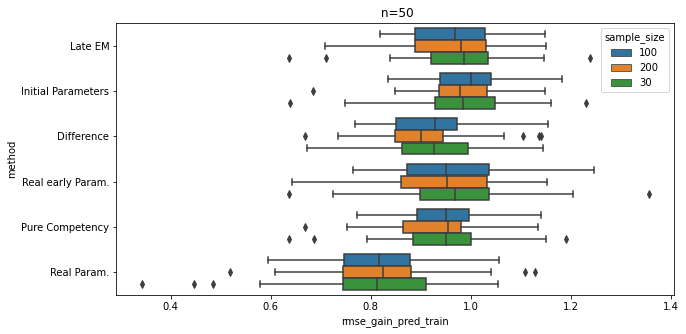 n=50
sample_size
100
200
30
method
Late EM
Initial Parameters
Difference
Real early Param.
Pure Competency
Real Param.
0.4 0.6 0.8 1.0 1.2 1.4
rmse_gain_pred_train